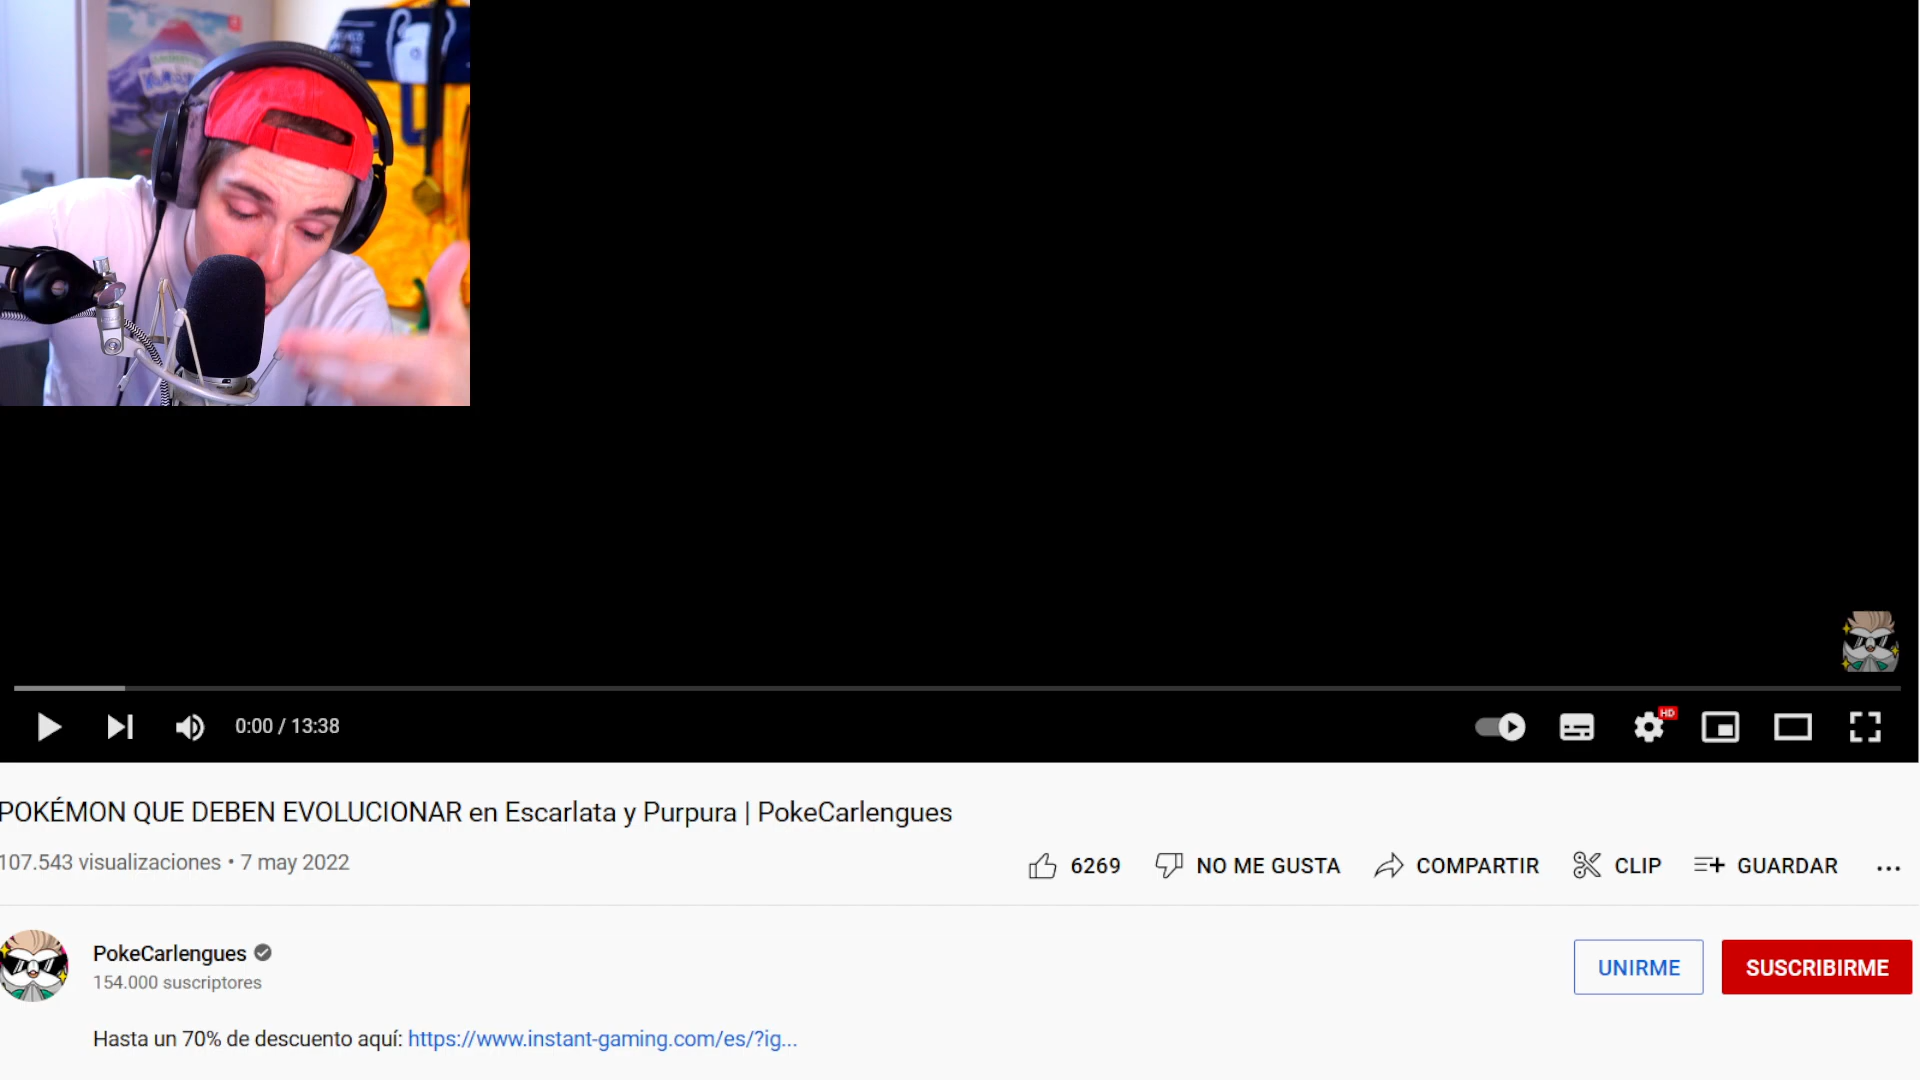 HD
0:00 / 13:38
POKÉMON QUE DEBEN EVOLUCIONAR en Escarlata y Purpura | PokeCarlengues
107.543 visualizaciones • 7 may 2022
6269 NO ME GUSTA COMPARTIR CLIP GUARDAR ...
PokeCarlengues
154.000 suscriptores
UNIRME SUSCRIBIRME
Hasta un 70% de descuento aquí: https://www.instant-gaming.com/es/?ig...